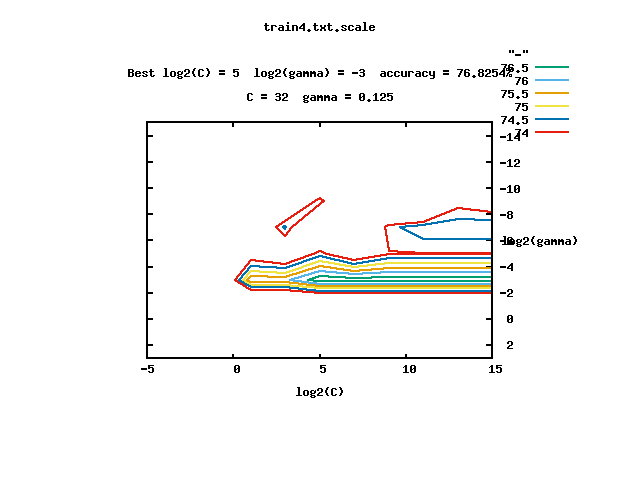 train4.txt.scale
"-"
Best log2(C) = 5  log2(gamma) = -3  accuracy = 76.8254%
76.5
76
75.5
75
74.5
74
C = 32  gamma = 0.125
-14
-12
-10
-8
-6
log2(gamma)
-4
-2
0
2
-5 0 5 10 15
log2(C)